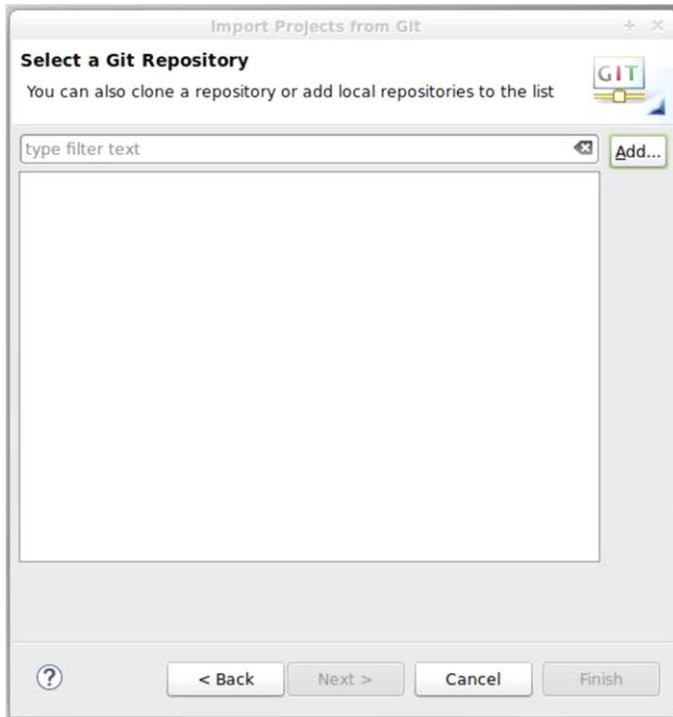 Import Projects from Git
Select a Git Repository
You can also clone a repository or add local repositories to the list
GIT
type filter text
Add...
?
< Back
Next >
Cancel
Finish